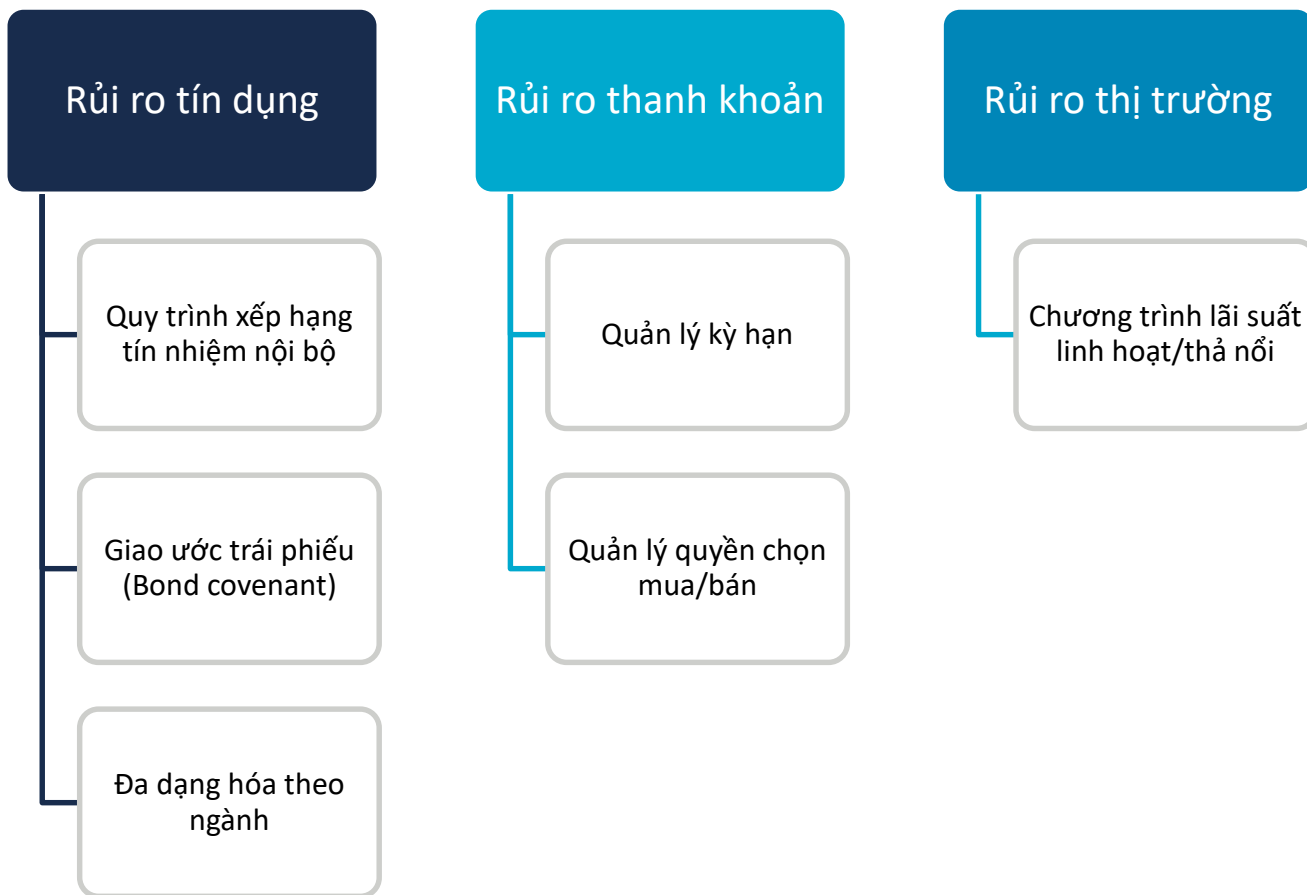 Rủi ro tín dụng
Quy trình xếp hạng
tín nhiệm nội bộ
Giao ước trái phiếu
(Bond covenant)
Đa dạng hóa theo
ngành
Rủi ro thanh khoản
Quản lý kỳ hạn
Quản lý quyền chọn
mua/bán
Rủi ro thị trường
Chương trình lãi suất
linh hoạt/thả nổi